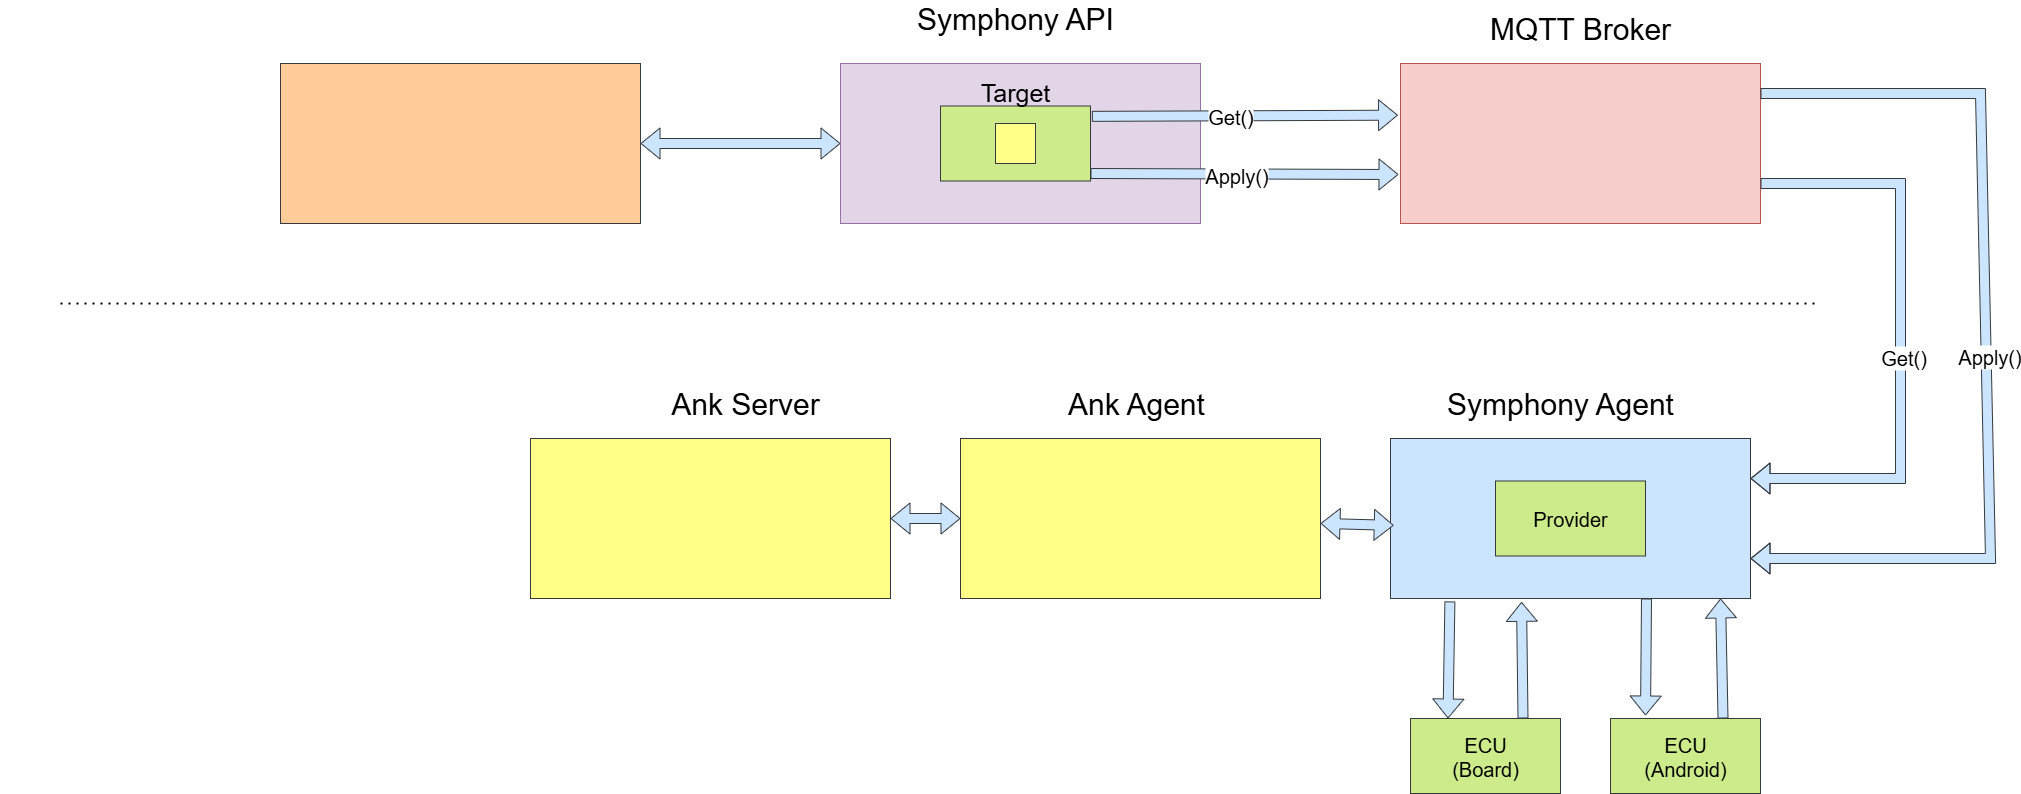 Symphony API
MQTT Broker
Target
Get()
Apply()
Get()
Apply()
Ank Server
Ank Agent
Symphony Agent
Provider
ECU
(Board)
ECU
(Android)